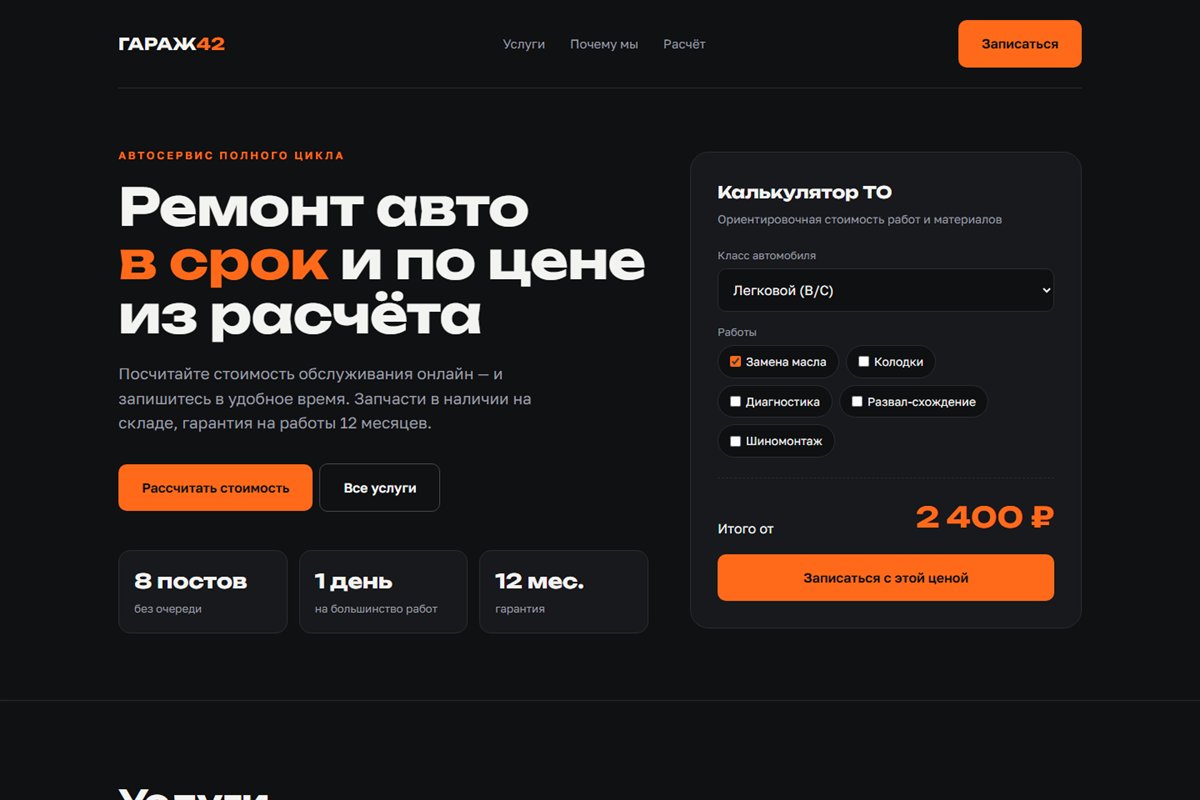 ГАРАЖ42
Услуги
Почему мы
Расчёт
Записаться
АВТОСЕРВИС ПОЛНОГО ЦИКЛА
Ремонт авто
в срок и по цене
из расчёта
Посчитайте стоимость обслуживания онлайн — и
запишитесь в удобное время. Запчасти в наличии на
складе, гарантия на работы 12 месяцев.
Рассчитать стоимость
Все услуги
8 постов
без очереди
1 день
на большинство работ
12 мес.
гарантия
Калькулятор ТО
Ориентировочная стоимость работ и материалов
Класс автомобиля
Легковой (B/C)
Работы
Замена масла
Колодки
Диагностика
Развал-схождение
Шиномонтаж
Итого от
2 400 ₽
Записаться с этой ценой
Услуги